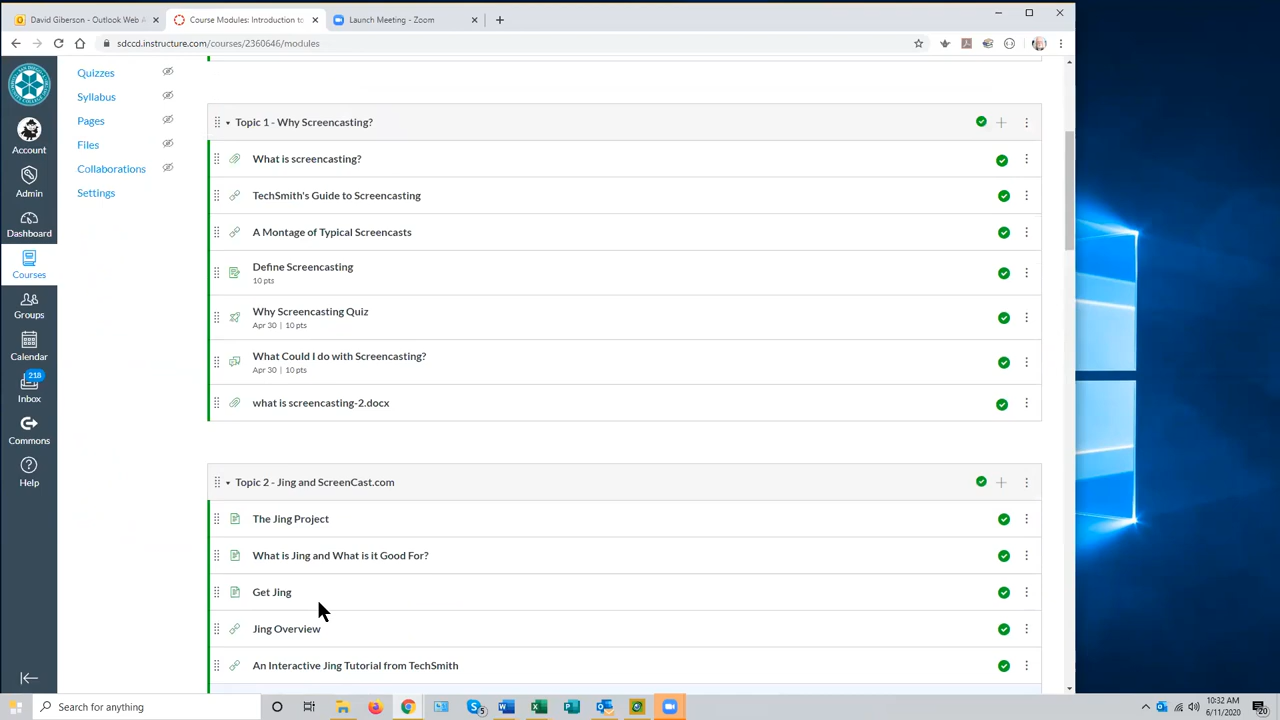 David Giberson - Outlook Web A
Course Modules: Introduction to
Launch Meeting - Zoom
sdccd.instructure.com/courses/2360646/modules
Account
Admin
Dashboard
Courses
Groups
Calendar
218
Inbox
Commons
Help
Quizzes
Syllabus
Pages
Files
Collaborations
Settings
Topic 1 - Why Screencasting?
What is screencasting?
TechSmith's Guide to Screencasting
A Montage of Typical Screencasts
Define Screencasting
10 pts
Why Screencasting Quiz
Apr 30 | 10 pts
What Could I do with Screencasting?
Apr 30 | 10 pts
what is screencasting-2.docx
Topic 2 - Jing and ScreenCast.com
The Jing Project
What is Jing and What is it Good For?
Get Jing
Jing Overview
An Interactive Jing Tutorial from TechSmith
Search for anything
5
10:32 AM
6/11/2020
20